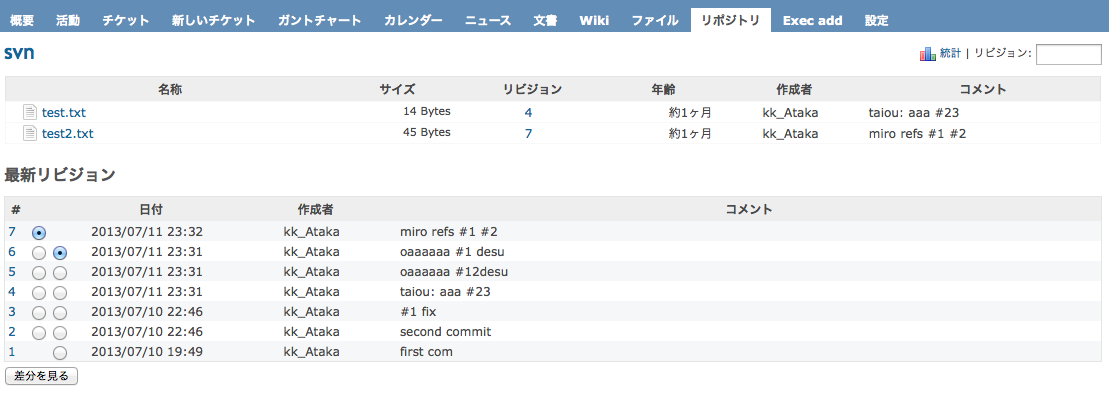 概要 活動 チケット 新しいチケット ガントチャート カレンダー ニュース 文書 Wiki ファイル リポジトリ Exec add 設定
svn 統計 | リビジョン:
名称 サイズ リビジョン 年齢 作成者 コメント
test.txt 14 Bytes 4 約1ヶ月 kk_Ataka taiou: aaa #23
test2.txt 45 Bytes 7 約1ヶ月 kk_Ataka miro refs #1 #2
最新リビジョン
# 日付 作成者 コメント
7 2013/07/11 23:32 kk_Ataka miro refs #1 #2
6 2013/07/11 23:31 kk_Ataka oaaaaaa #1 desu
5 2013/07/11 23:31 kk_Ataka oaaaaaa #12desu
4 2013/07/11 23:31 kk_Ataka taiou: aaa #23
3 2013/07/10 22:46 kk_Ataka #1 fix
2 2013/07/10 22:46 kk_Ataka second commit
1 2013/07/10 19:49 kk_Ataka first com
差分を見る